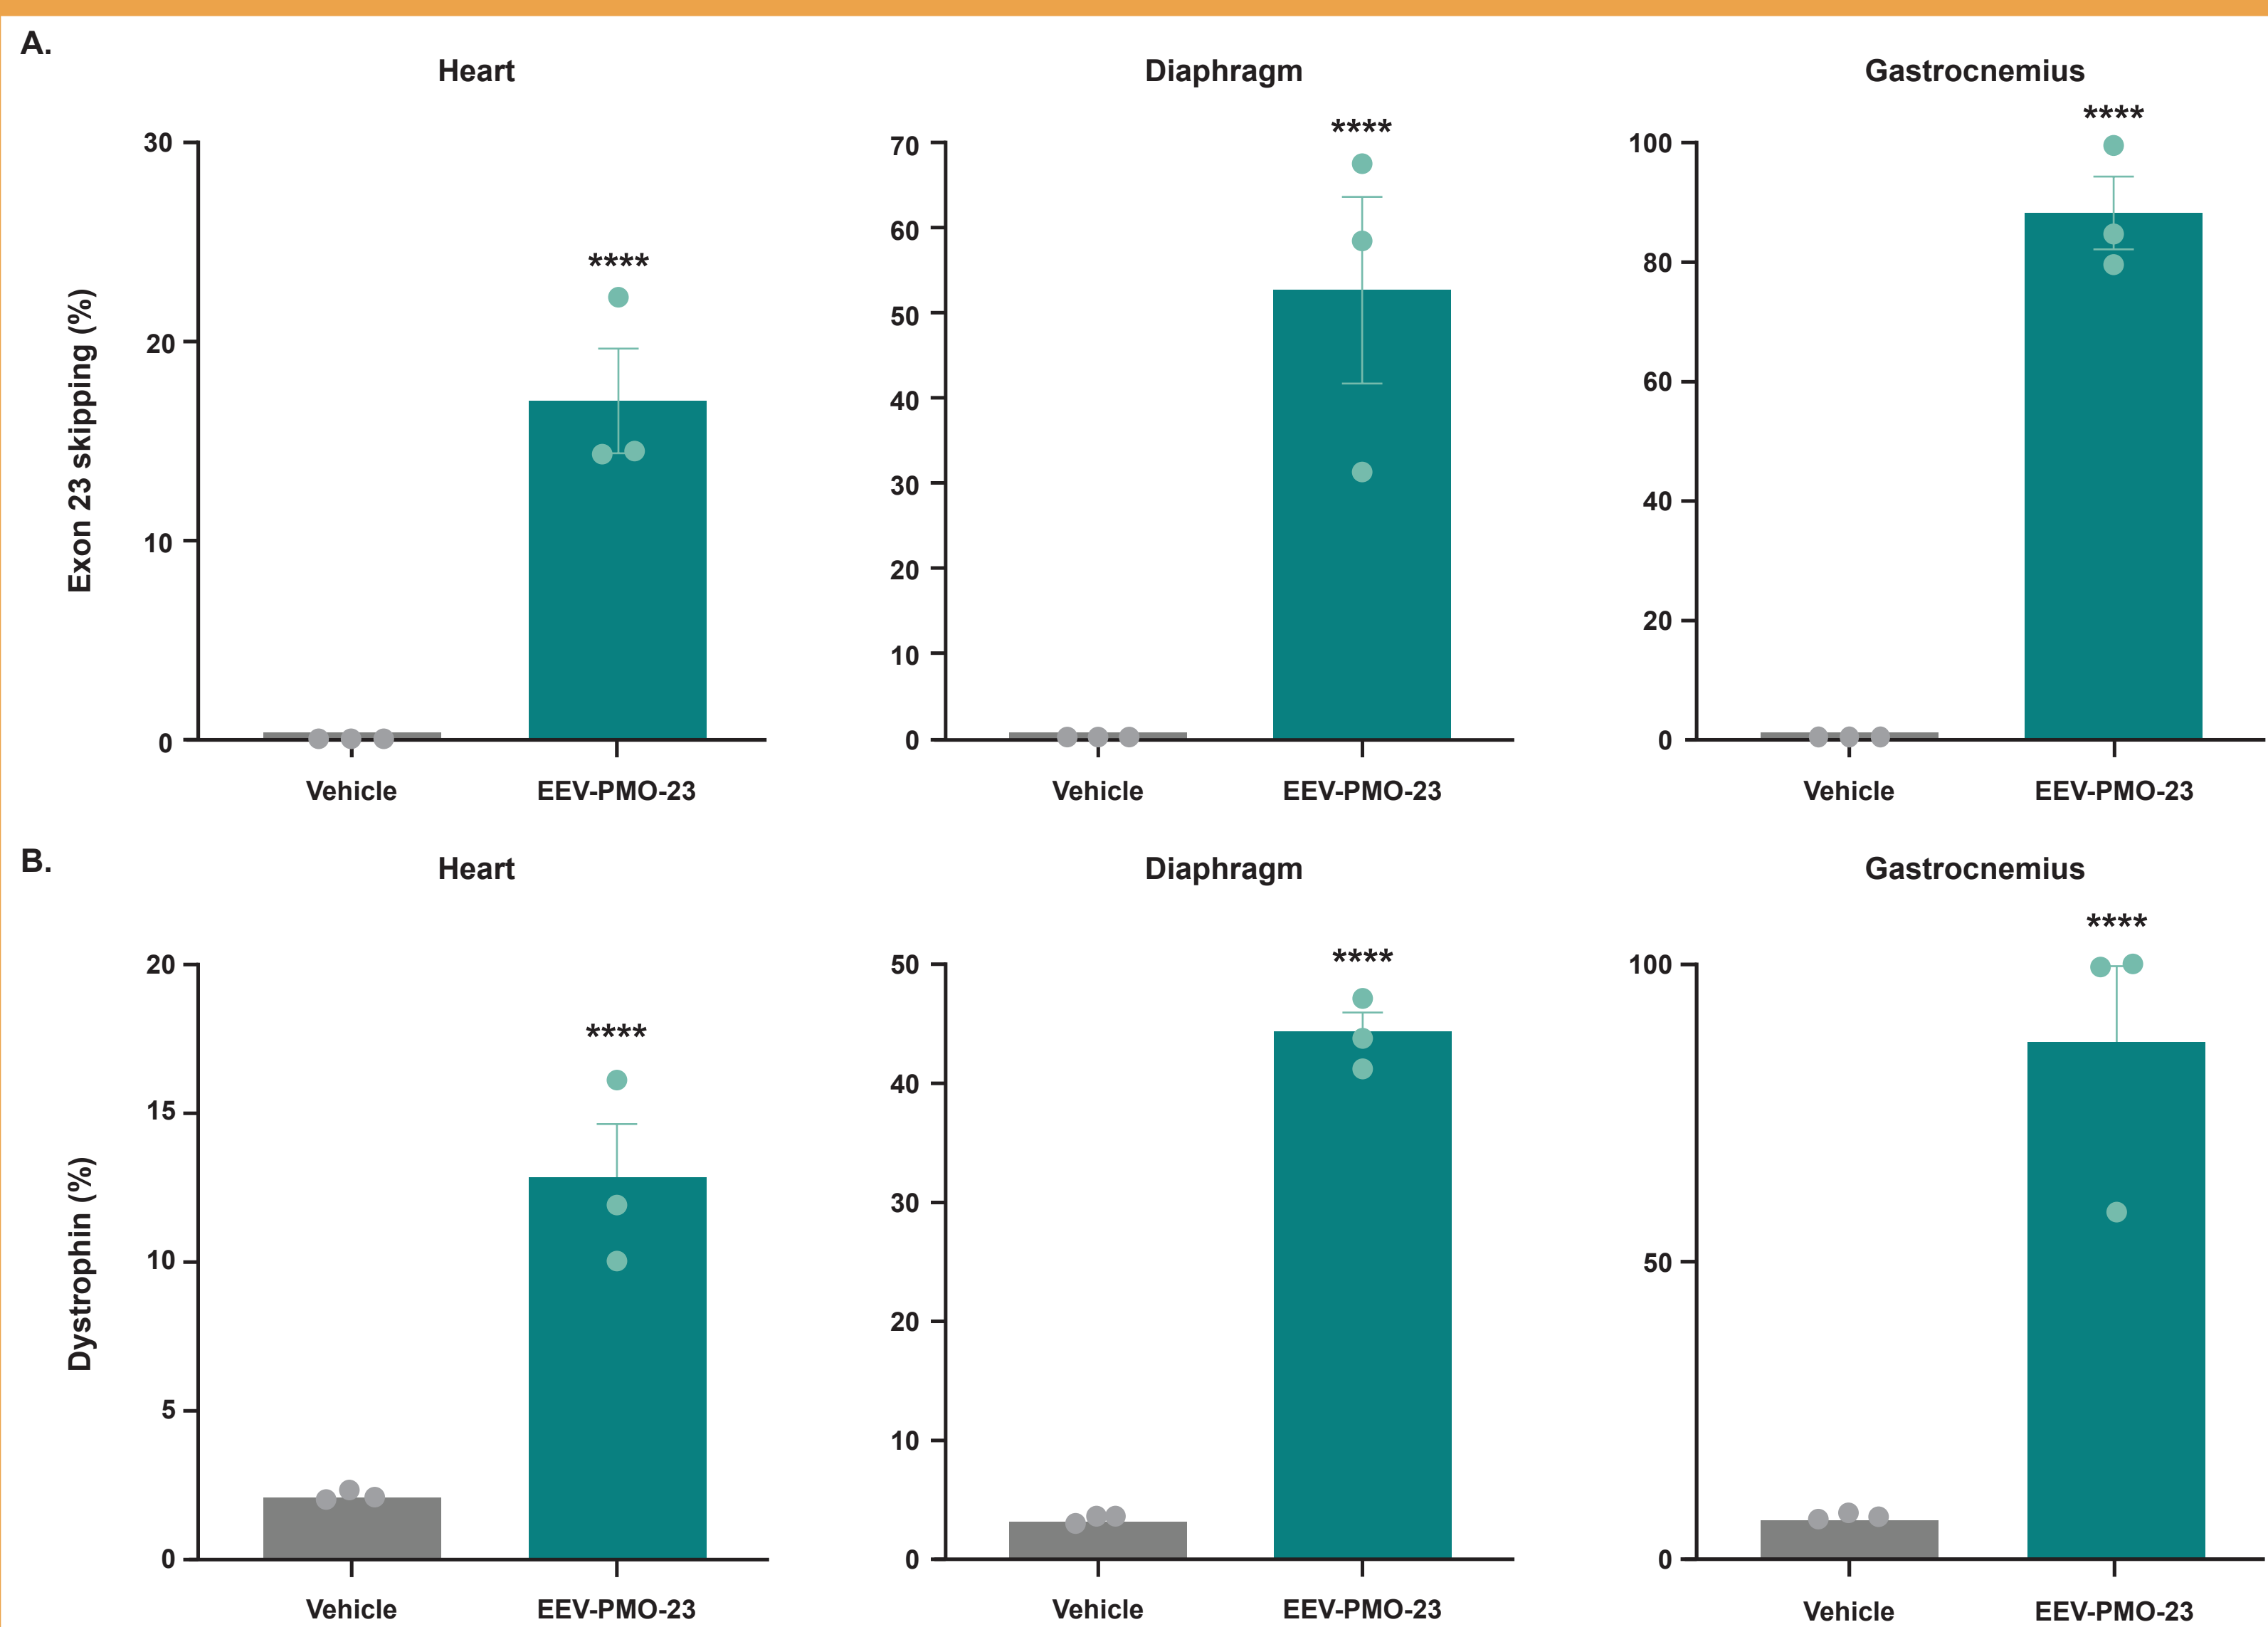 A.
Heart
Diaphragm
Gastrocnemius
Exon 23 skipping (%)
30
20
10
0
****
Vehicle
EEV-PMO-23
70
60
50
40
30
20
10
0
****
Vehicle
EEV-PMO-23
100
80
60
40
20
0
****
Vehicle
EEV-PMO-23
B.
Heart
Diaphragm
Gastrocnemius
Dystrophin (%)
20
15
10
5
0
****
Vehicle
EEV-PMO-23
50
40
30
20
10
0
****
Vehicle
EEV-PMO-23
100
50
0
****
Vehicle
EEV-PMO-23